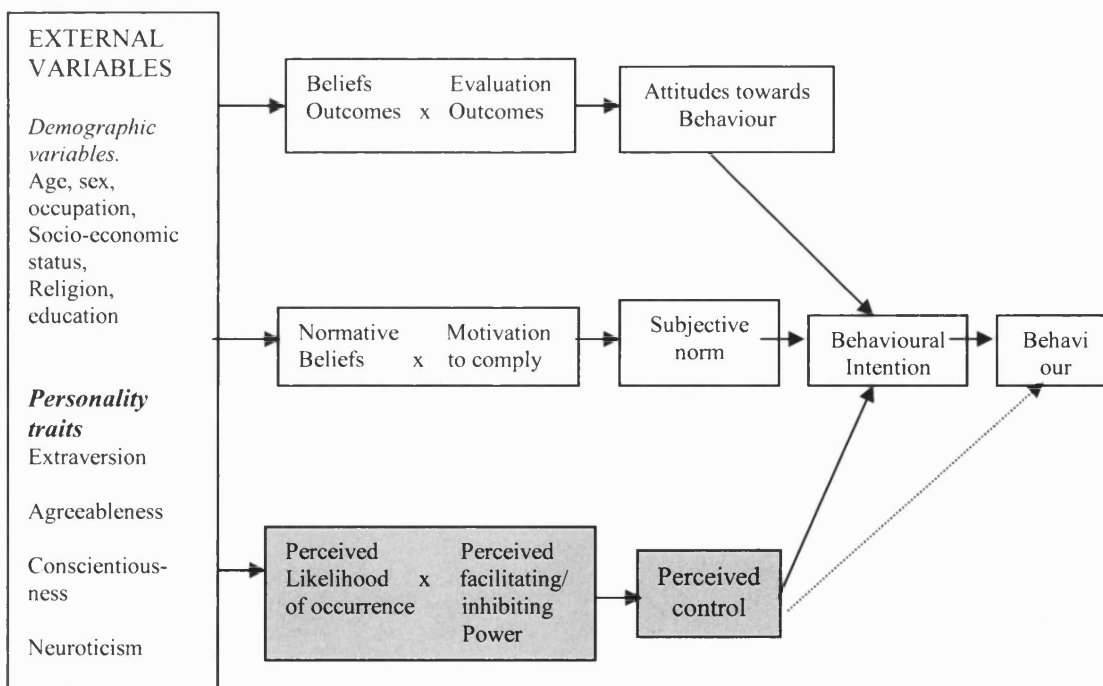 EXTERNAL
VARIABLES
Demographic
variables.
Age, sex,
occupation,
Socio-economic
status,
Religion,
education
Personality
traits
Extraversion
Agreeableness
Conscientious-
ness
Neuroticism
Beliefs Evaluation
Outcomes x Outcomes
Attitudes towards
Behaviour
Normative Motivation
Beliefs x to comply
Subjective
norm
Behavioural
Intention
Behavi
our
Perceived Perceived
Likelihood x facilitating/
of occurrence inhibiting
Power
Perceived
control